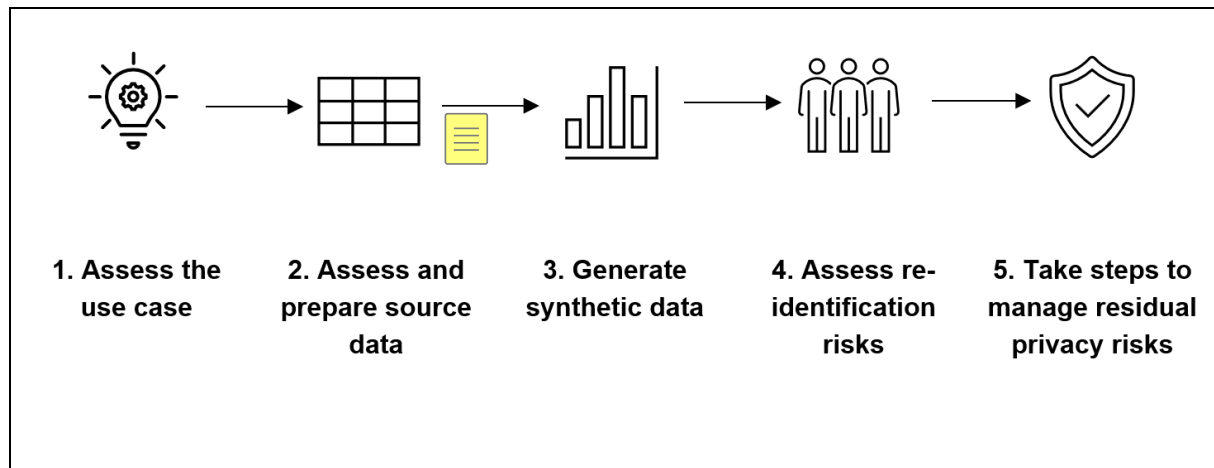 1. Assess the
use case
2. Assess and
prepare source
data
3. Generate
synthetic data
4. Assess re-
identification
risks
5. Take steps to
manage residual
privacy risks